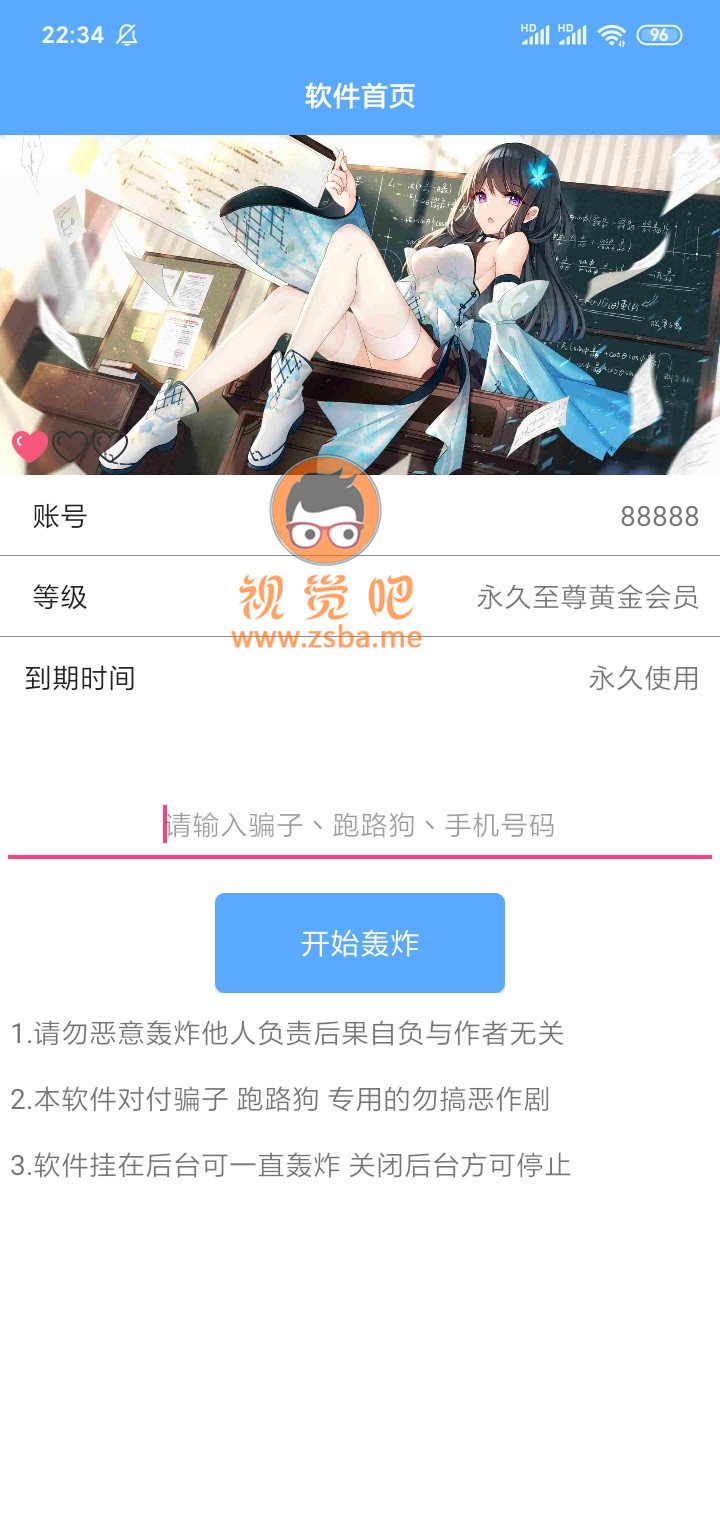 22:34
HD HD 96
软件首页
账号 88888
视觉吧
等级 永久至尊黄金会员
www.zsba.me
到期时间 永久使用
请输入骗子丶跑路狗丶手机号码
开始轰炸
1.请勿恶意轰炸他人负责后果自负与作者无关
2.本软件对付骗子 跑路狗 专用的勿搞恶作剧
3.软件挂在后台可一直轰炸 关闭后台方可停止